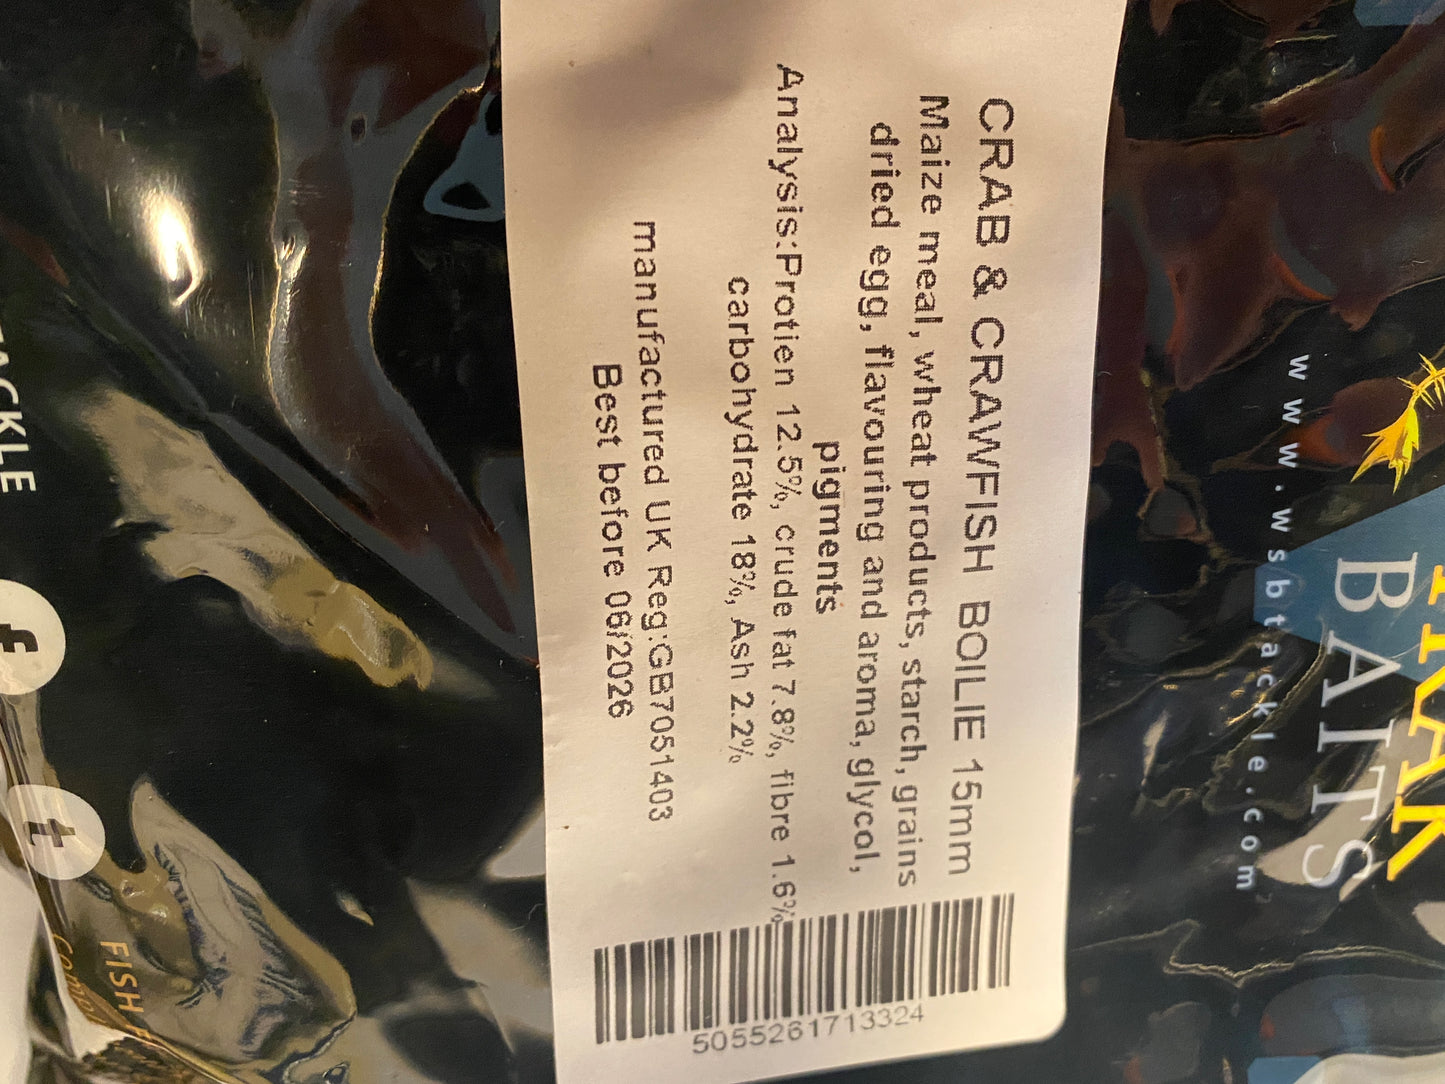 CRAB & CRAWFISH BOILIE 15mm
Maize meal, wheat products, starch, grains
dried egg, flavouring and aroma, glycol,
pigments
Analysis:Protien 12.5%, crude fat 7.8%, fibre 1.6%
carbohydrate 18%, Ash 2.2%
manufactured UK Reg:GB7051403
Best before 06/2026
5055261713324
BAITS
www.wsbtackle.com
f
t
FISH